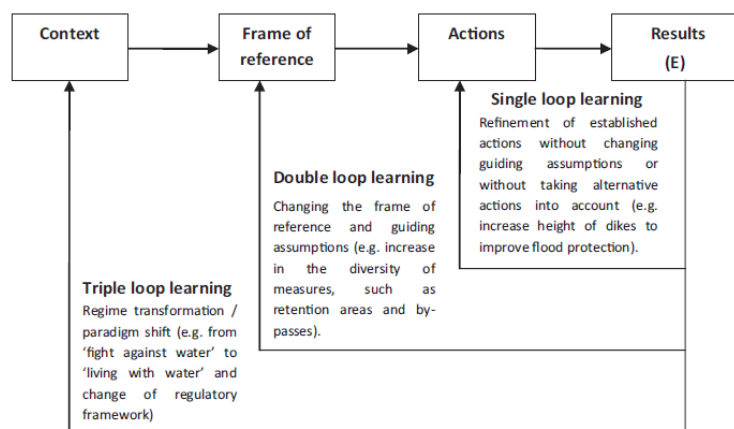 Context
Frame of
reference
Actions
Results
(E)
Single loop learning
Refinement of established
actions without changing
guiding assumptions or
without taking alternative
actions into account (e.g.
increase height of dikes to
improve flood protection).
Double loop learning
Changing the frame of
reference and guiding
assumptions (e.g. increase
in the diversity of
measures, such as
retention areas and by-
passes).
Triple loop learning
Regime transformation /
paradigm shift (e.g. from
‘fight against water’ to
‘living with water’ and
change of regulatory
framework)